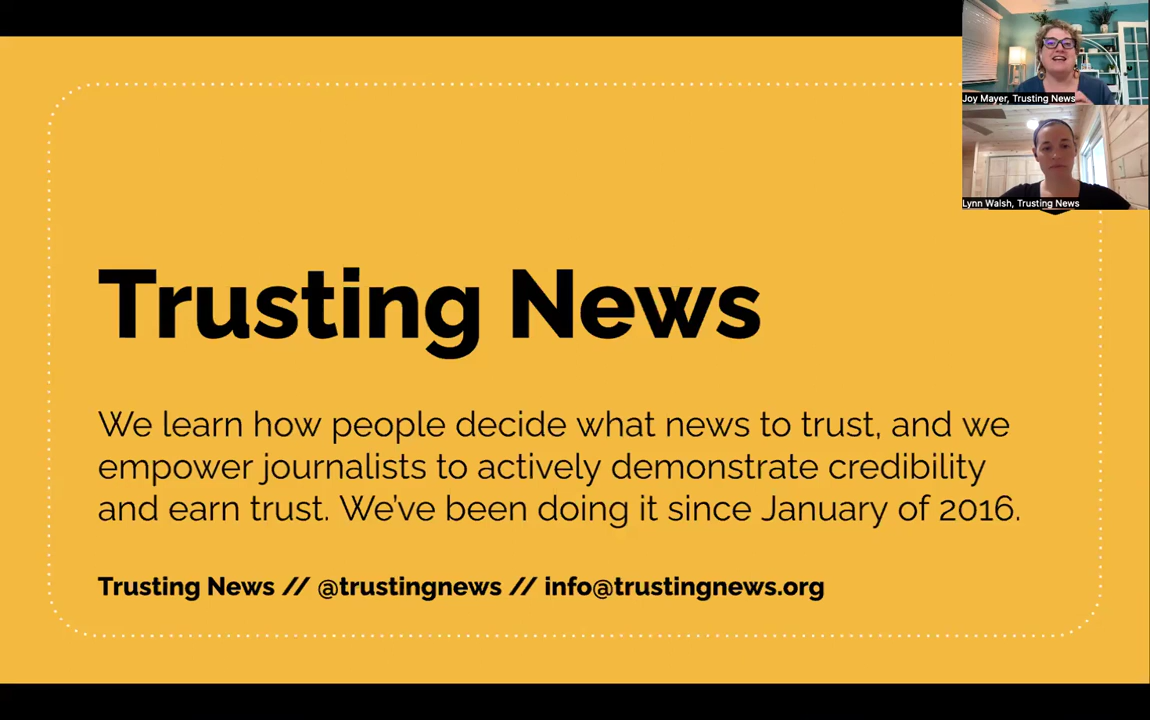 Joy Mayer, Trusting News
Lynn Walsh, Trusting News
Trusting News
We learn how people decide what news to trust, and we
empower journalists to actively demonstrate credibility
and earn trust. We’ve been doing it since January of 2016.
Trusting News // @trustingnews // info@trustingnews.org